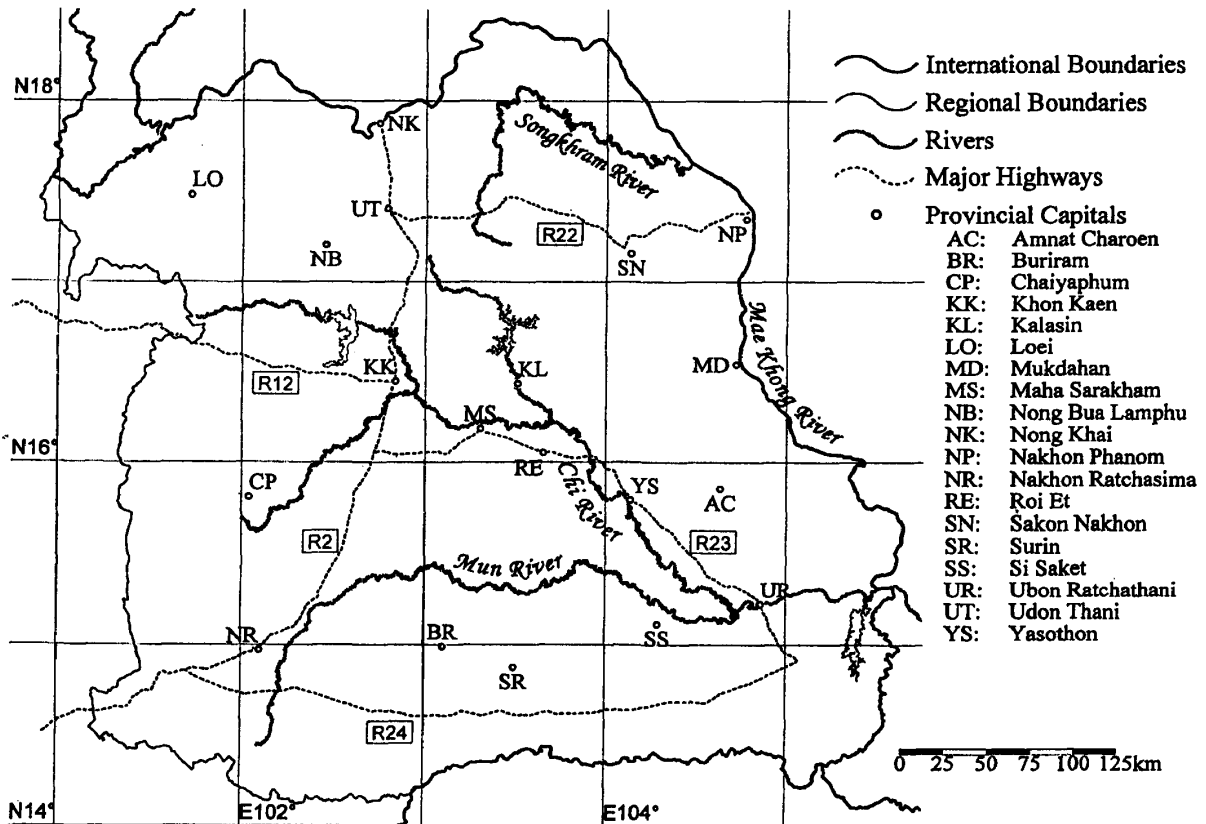 N18°
N16°
N14°
E102°
E104°
NK
LO
UT
NB
Songkhram River
R22
NP
SN
Mae Khong River
R12
KK
KL
MD
MS
RE
CP
Chi River
YS
AC
R2
R23
Mun River
UR
NR
BR
SS
SR
R24
International Boundaries
Regional Boundaries
Rivers
Major Highways
Provincial Capitals
AC: Amnat Charoen
BR: Buriram
CP: Chaiyaphum
KK: Khon Kaen
KL: Kalasin
LO: Loei
MD: Mukdahan
MS: Maha Sarakham
NB: Nong Bua Lamphu
NK: Nong Khai
NP: Nakhon Phanom
NR: Nakhon Ratchasima
RE: Roi Et
SN: Sakon Nakhon
SR: Surin
SS: Si Saket
UR: Ubon Ratchathani
UT: Udon Thani
YS: Yasothon
0 25 50 75 100 125km